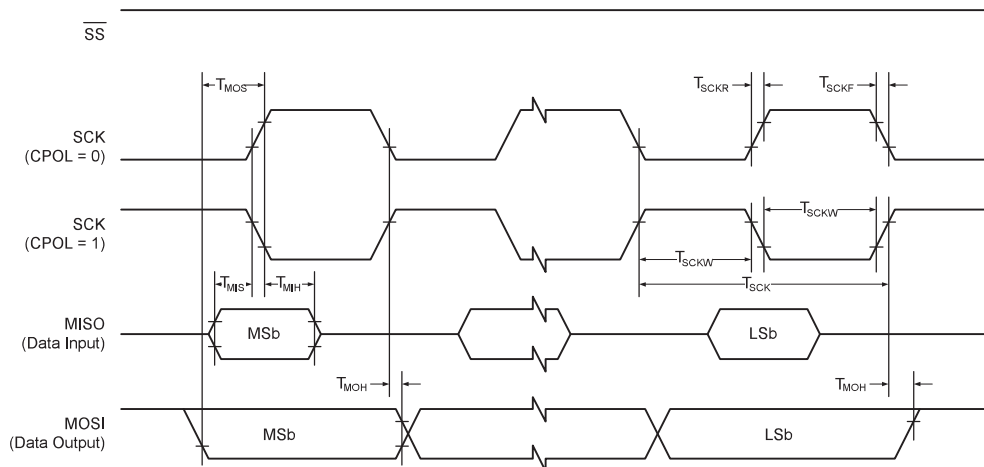 SS
T_MOS
T_SCKR
T_SCKF
SCK
(CPOL = 0)
SCK
(CPOL = 1)
T_SCKW
T_SCKW
T_SCK
T_MIS
T_MIH
MISO
(Data Input)
MSb
LSb
T_MOH
T_MOH
MOSI
(Data Output)
MSb
LSb